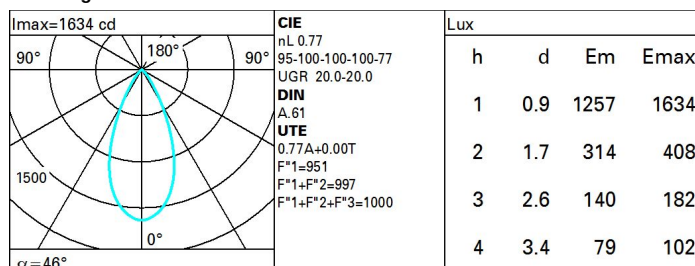 Imax=1634 cd
90°
180°
90°
1500
0°
α=46°
CIE
nL 0.77
95-100-100-100-77
UGR 20.0-20.0
DIN
A.61
UTE
0.77A+0.00T
F"1=951
F"1+F"2=997
F"1+F"2+F"3=1000
Lux
h d Em Emax
1 0.9 1257 1634
2 1.7 314 408
3 2.6 140 182
4 3.4 79 102